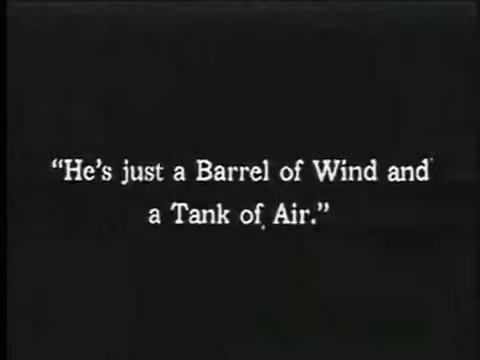 “He’s just a Barrel of Wind and
a Tank of Air.”